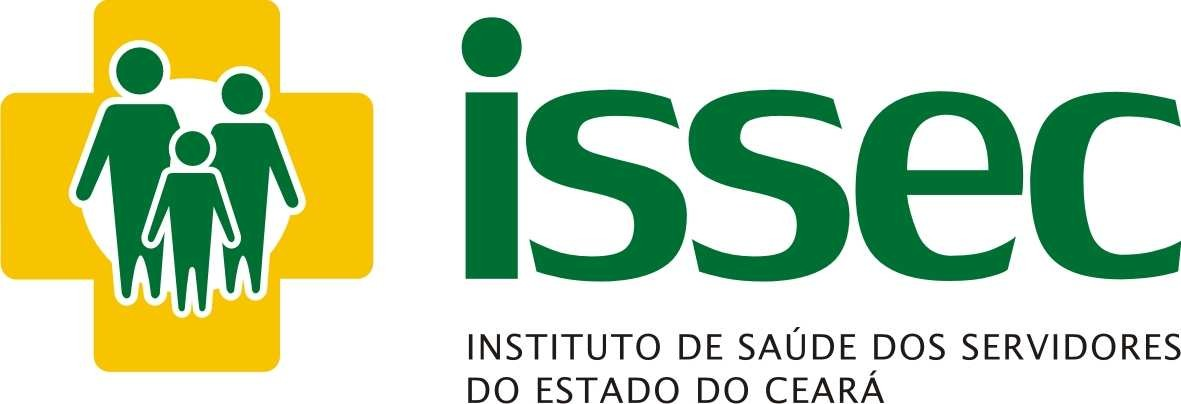 issec
INSTITUTO DE SAÚDE DOS SERVIDORES
DO ESTADO DO CEARÁ